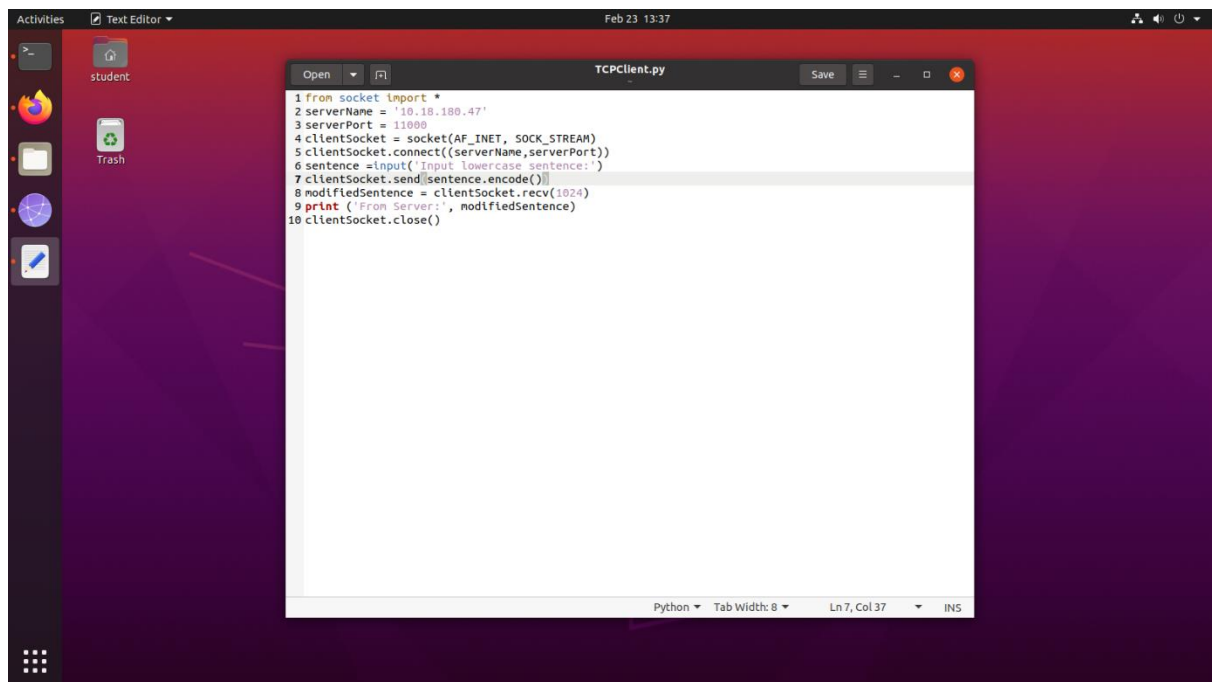 Activities Text Editor Feb 23 13:37
student
Trash
Open TCPClient.py Save
~
1 from socket import *
2 serverName = '10.18.180.47'
3 serverPort = 11000
4 clientSocket = socket(AF_INET, SOCK_STREAM)
5 clientSocket.connect((serverName,serverPort))
6 sentence =input('Input lowercase sentence:')
7 clientSocket.send(sentence.encode())
8 modifiedSentence = clientSocket.recv(1024)
9 print ('From Server:', modifiedSentence)
10 clientSocket.close()
Python Tab Width: 8 Ln 7, Col 37 INS